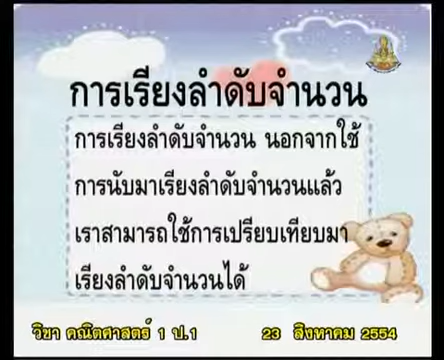 การเรียงลำดับจำนวน
การเรียงลำดับจำนวน นอกจากใช้
การนับมาเรียงลำดับจำนวนแล้ว
เราสามารถใช้การเปรียบเทียบมา
เรียงลำดับจำนวนได้
วิชา คณิตศาสตร์ 1 ป.1 23 สิงหาคม 2554